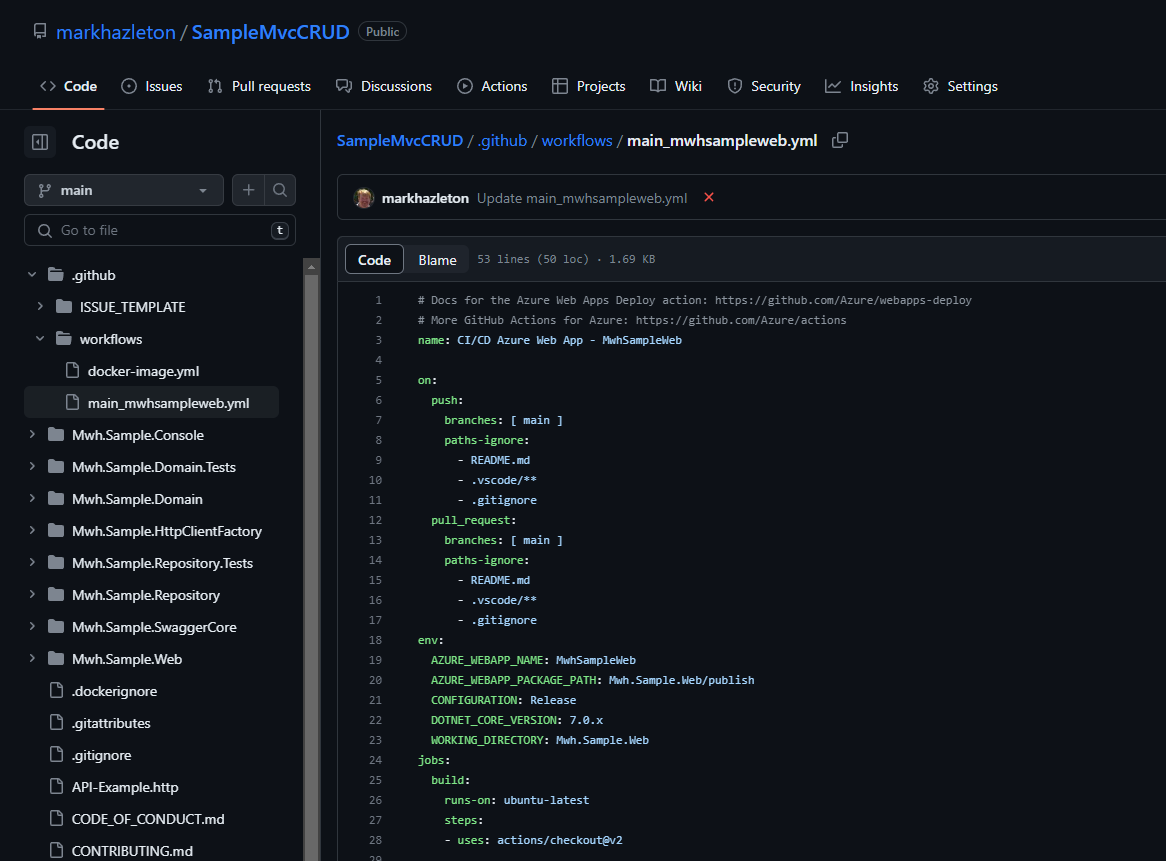 markhazleton / SampleMvcCRUD Public
Code Issues Pull requests Discussions Actions Projects Wiki Security Insights Settings
Code
main
Go to file t
.github
ISSUE_TEMPLATE
workflows
docker-image.yml
main_mwhsampleweb.yml
Mwh.Sample.Console
Mwh.Sample.Domain.Tests
Mwh.Sample.Domain
Mwh.Sample.HttpClientFactory
Mwh.Sample.Repository.Tests
Mwh.Sample.Repository
Mwh.Sample.SwaggerCore
Mwh.Sample.Web
.dockerignore
.gitattributes
.gitignore
API-Example.http
CODE_OF_CONDUCT.md
CONTRIBUTING.md
SampleMvcCRUD / .github / workflows / main_mwhsampleweb.yml
markhazleton Update main_mwhsampleweb.yml
Code Blame 53 lines (50 loc) · 1.69 KB
1 # Docs for the Azure Web Apps Deploy action: https://github.com/Azure/webapps-deploy
2 # More GitHub Actions for Azure: https://github.com/Azure/actions
3 name: CI/CD Azure Web App - MwhSampleWeb
4
5 on:
6 push:
7 branches: [ main ]
8 paths-ignore:
9 - README.md
10 - .vscode/**
11 - .gitignore
12 pull_request:
13 branches: [ main ]
14 paths-ignore:
15 - README.md
16 - .vscode/**
17 - .gitignore
18 env:
19 AZURE_WEBAPP_NAME: MwhSampleWeb
20 AZURE_WEBAPP_PACKAGE_PATH: Mwh.Sample.Web/publish
21 CONFIGURATION: Release
22 DOTNET_CORE_VERSION: 7.0.x
23 WORKING_DIRECTORY: Mwh.Sample.Web
24 jobs:
25 build:
26 runs-on: ubuntu-latest
27 steps:
28 - uses: actions/checkout@v2
29